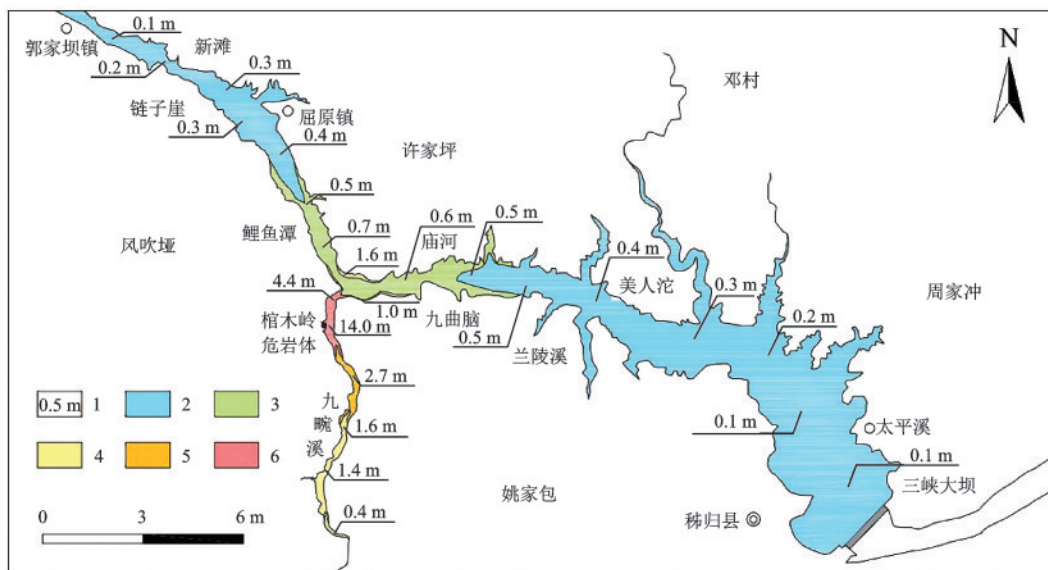 0.1 m
郭家坝镇
新滩
0.2 m
0.3 m
邓村
N
链子崖
屈原镇
0.3 m
0.4 m
许家坪
0.5 m
0.6 m
0.5 m
鲤鱼潭
0.7 m
庙河
风吹垭
1.6 m
0.4 m
美人沱
0.3 m
周家冲
4.4 m
1.0 m
九曲脑
0.2 m
棺木岭
危岩体
14.0 m
0.5 m
兰陵溪
2.7 m
0.5 m 1
2
3
九畹溪
1.6 m
0.1 m
太平溪
4
5
6
1.4 m
0.1 m
三峡大坝
姚家包
秭归县
0 3 6 m
0.4 m